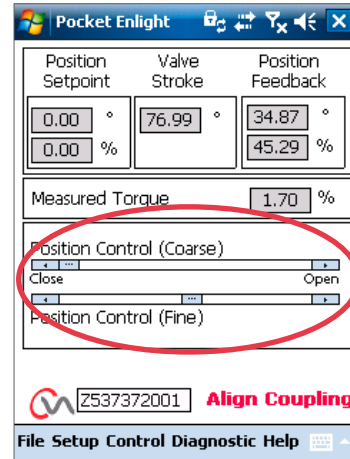 Pocket Enlight
Position Setpoint Valve Stroke Position Feedback
0.00 ° 76.99 ° 34.87 °
0.00 % 45.29 %
Measured Torque 1.70 %
Position Control (Coarse)
Close Open
Position Control (Fine)
Z537372001 Align Coupling
File Setup Control Diagnostic Help